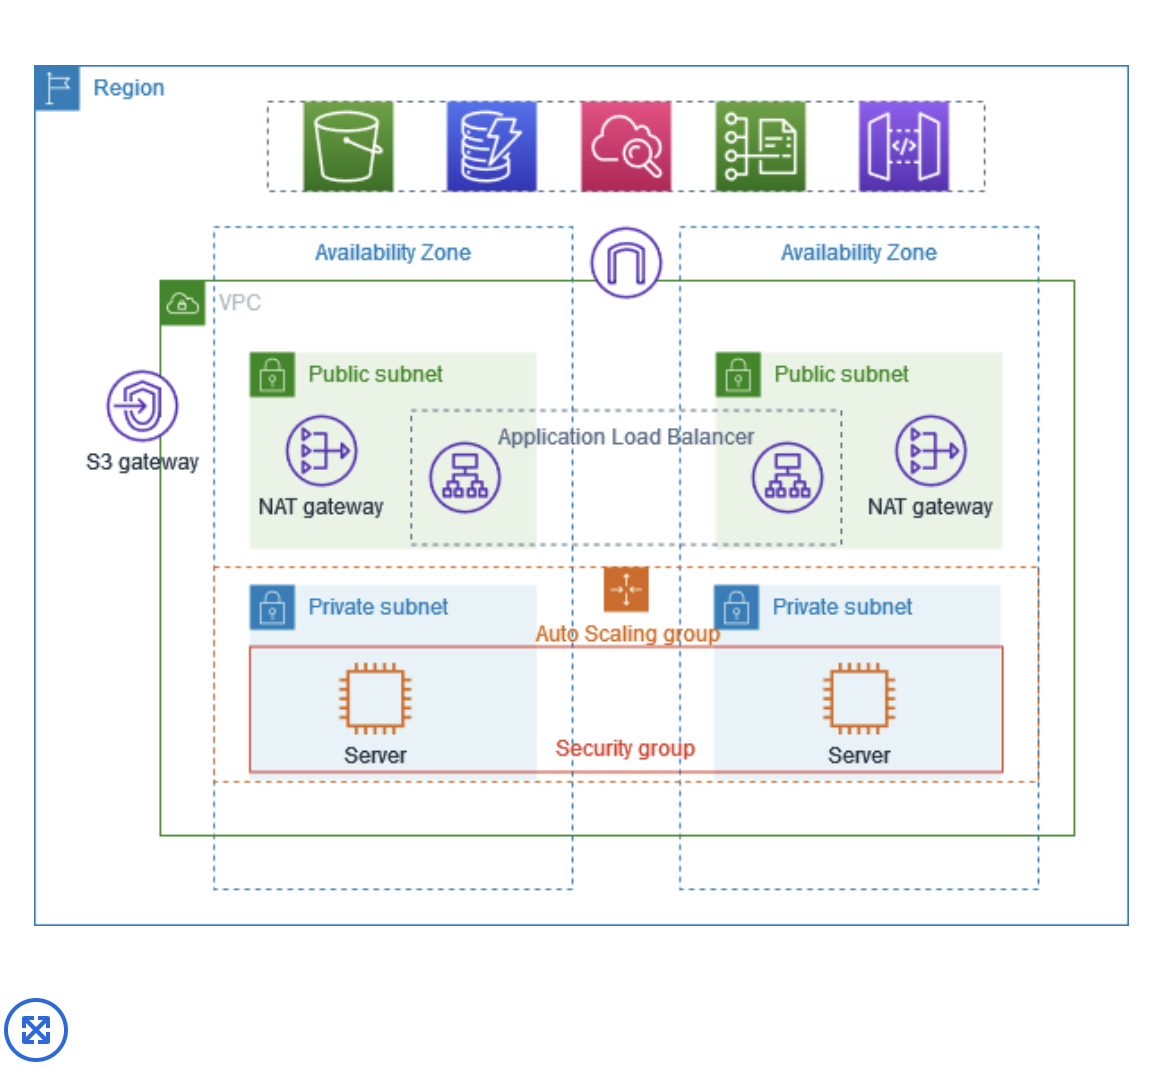 Region
Availability Zone
Availability Zone
VPC
Public subnet
Public subnet
Application Load Balancer
S3 gateway
NAT gateway
NAT gateway
Private subnet
Private subnet
Auto Scaling group
Security group
Server
Server